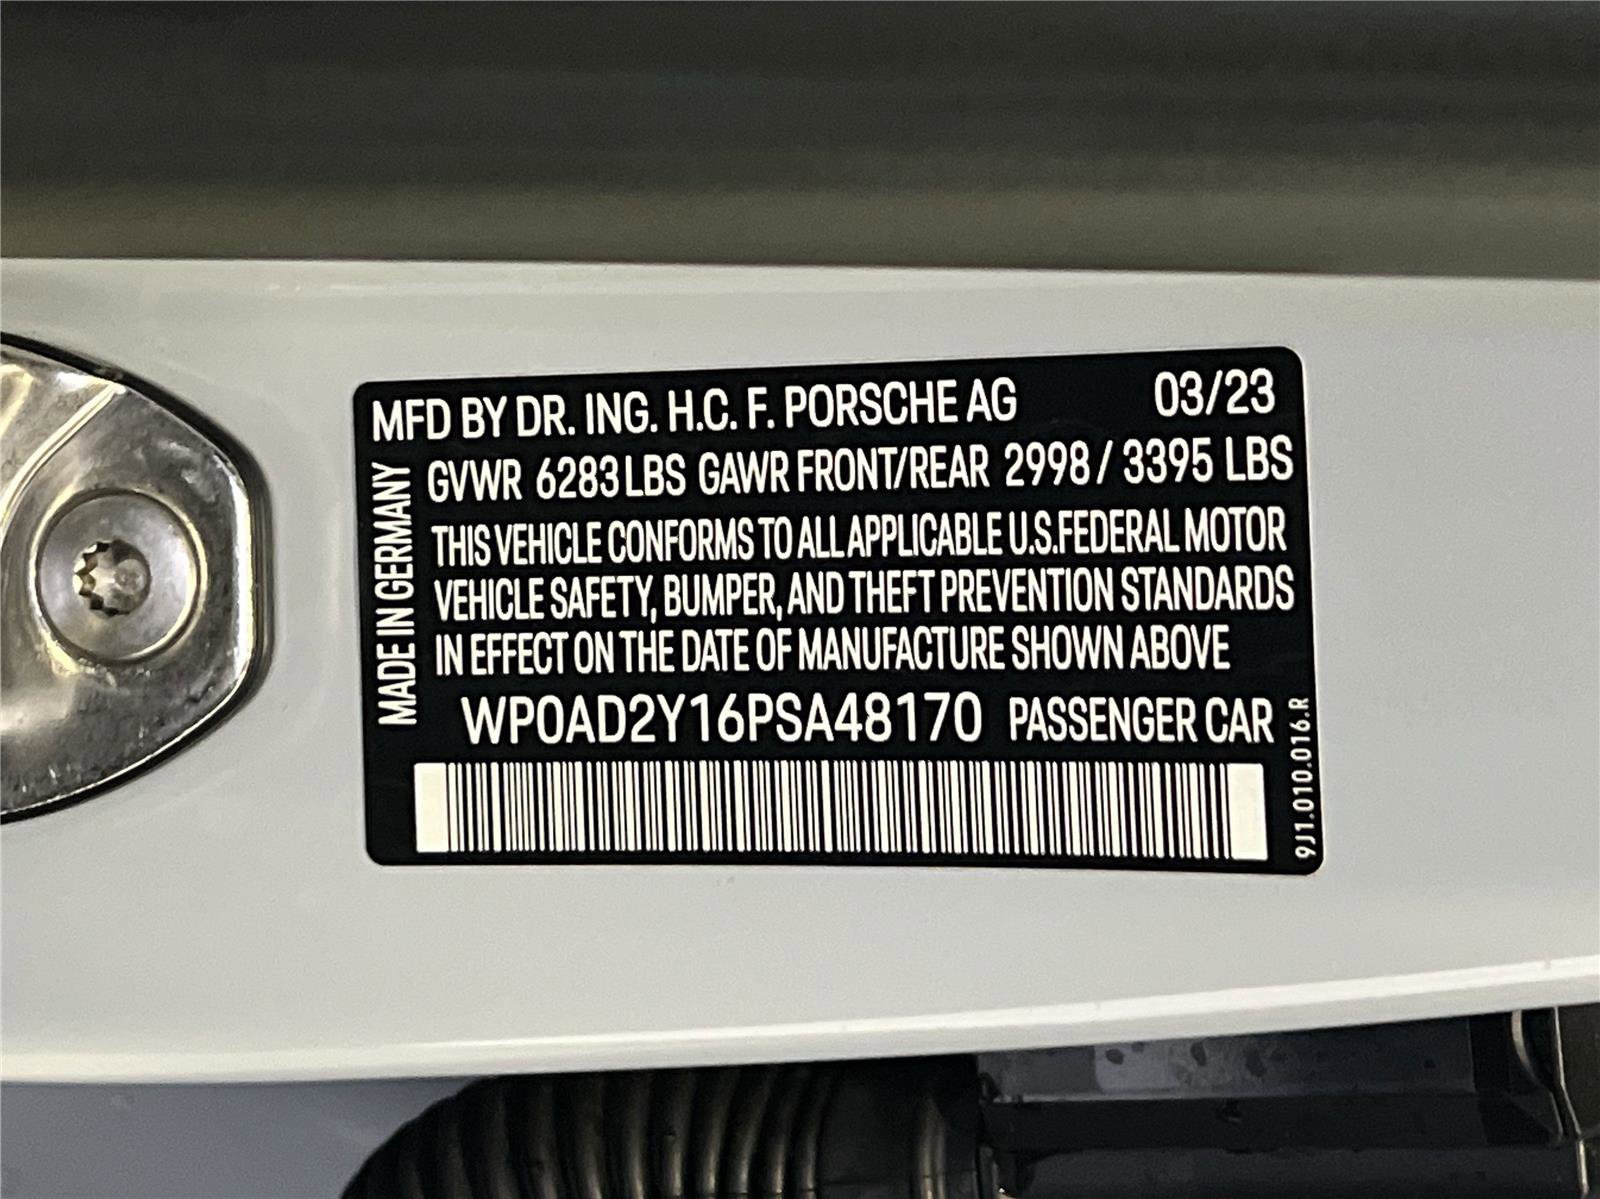 MFD BY DR. ING. H.C. F. PORSCHE AG 03/23
GVWR 6283 LBS GAWR FRONT/REAR 2998 / 3395 LBS
MADE IN GERMANY
THIS VEHICLE CONFORMS TO ALL APPLICABLE U.S.FEDERAL MOTOR
VEHICLE SAFETY, BUMPER, AND THEFT PREVENTION STANDARDS
IN EFFECT ON THE DATE OF MANUFACTURE SHOWN ABOVE
WP0AD2Y16PSA48170 PASSENGER CAR
9J1.010.016.R